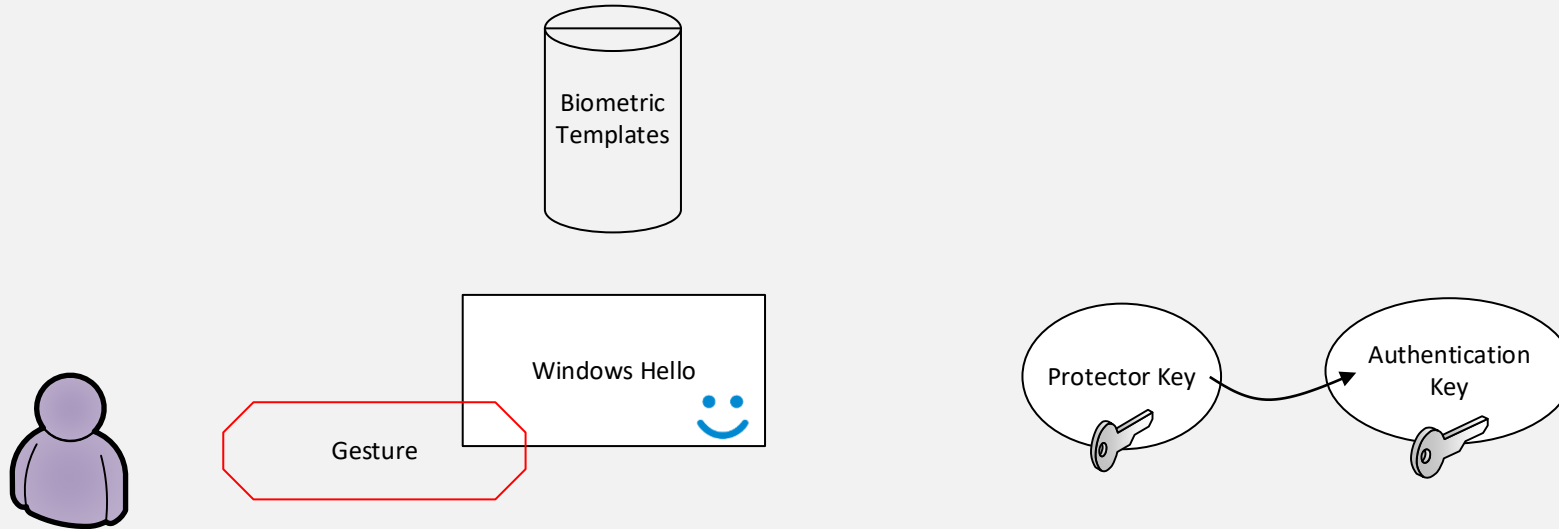 Biometric
Templates
Windows Hello
Gesture
Protector Key
Authentication
Key